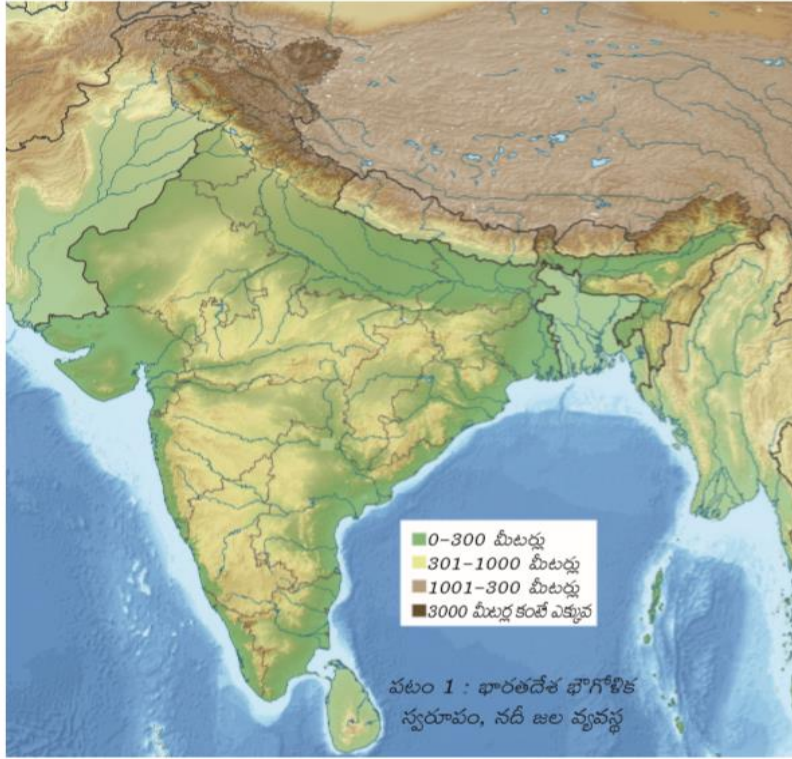 0-300 మీటర్లు
301-1000 మీటర్లు
1001-300 మీటర్లు
3000 మీటర్ల కంటే ఎక్కువ
పటం 1 : భారతదేశ భౌగోళిక
స్వరూపం, నదీ జల వ్యవస్థ